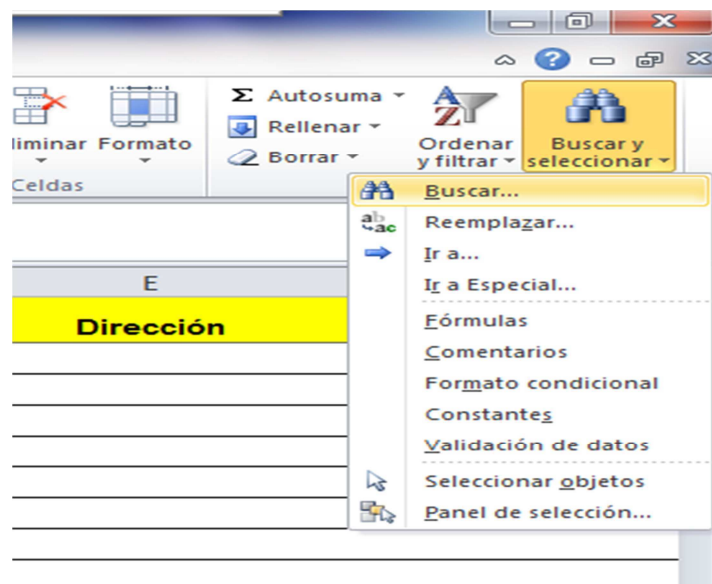 Σ Autosuma
Rellenar
Borrar
iminar Formato
Celdas
Ordenar
y filtrar
Buscar y
seleccionar
Buscar...
Reemplazar...
Ir a...
Ir a Especial...
Fórmulas
Comentarios
Formato condicional
Constantes
Validación de datos
Seleccionar objetos
Panel de selección...
E
Dirección